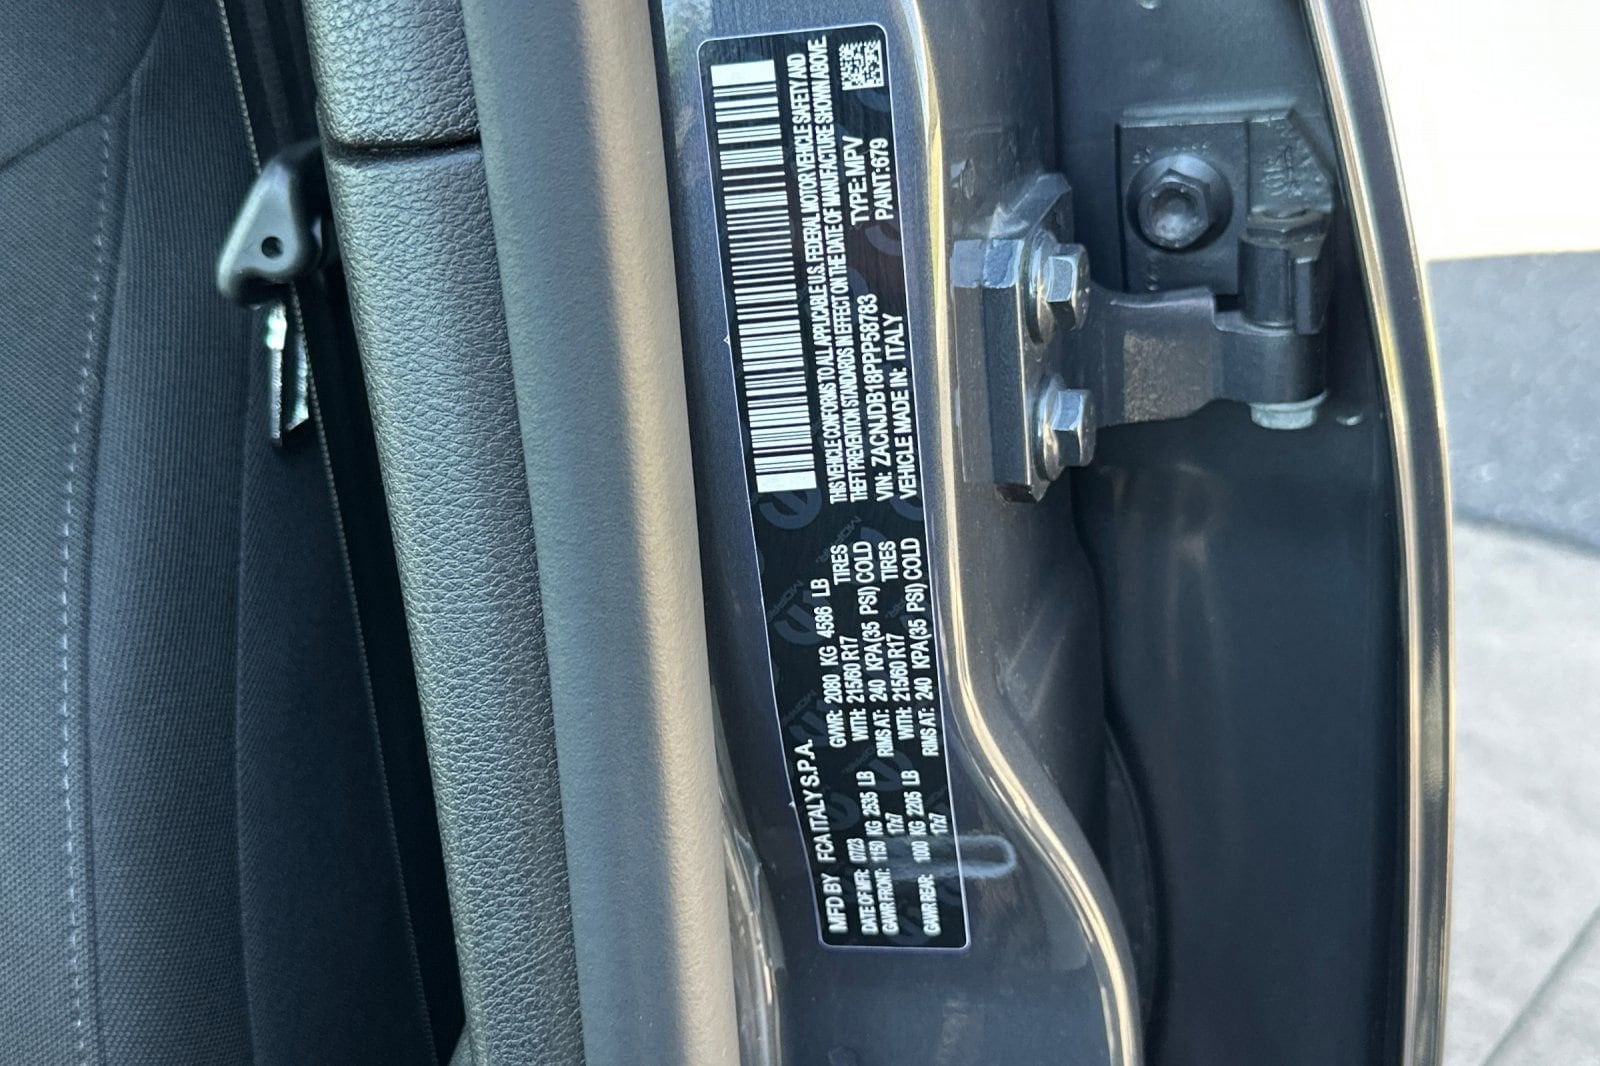 MFD BY FCA ITALY S.P.A.
DATE OF MFR: 07/23 GVWR: 2080 KG 4586 LB
GAWR FRONT: 1150 KG 2535 LB WITH: 215/60 R17 TIRES
17x7 RIMS AT: 240 KPA(35 PSI) COLD
GAWR REAR: 1000 KG 2205 LB WITH: 215/60 R17 TIRES
17x7 RIMS AT: 240 KPA(35 PSI) COLD
THIS VEHICLE CONFORMS TO ALL APPLICABLE U.S. FEDERAL MOTOR VEHICLE SAFETY AND
THEFT PREVENTION STANDARDS IN EFFECT ON THE DATE OF MANUFACTURE SHOWN ABOVE.
VIN: ZACNJDB18PPP58783 TYPE:MPV
VEHICLE MADE IN: ITALY PAINT:679